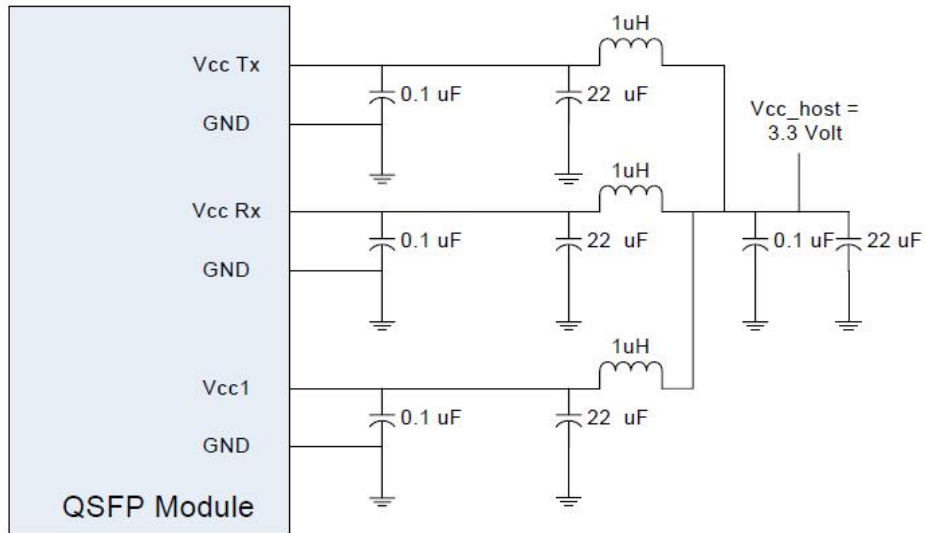 1uH
Vcc Tx
0.1 uF
22 uF
GND
Vcc_host =
3.3 Volt
1uH
Vcc Rx
0.1 uF
22 uF
0.1 uF
22 uF
GND
1uH
Vcc1
0.1 uF
22 uF
GND
QSFP Module